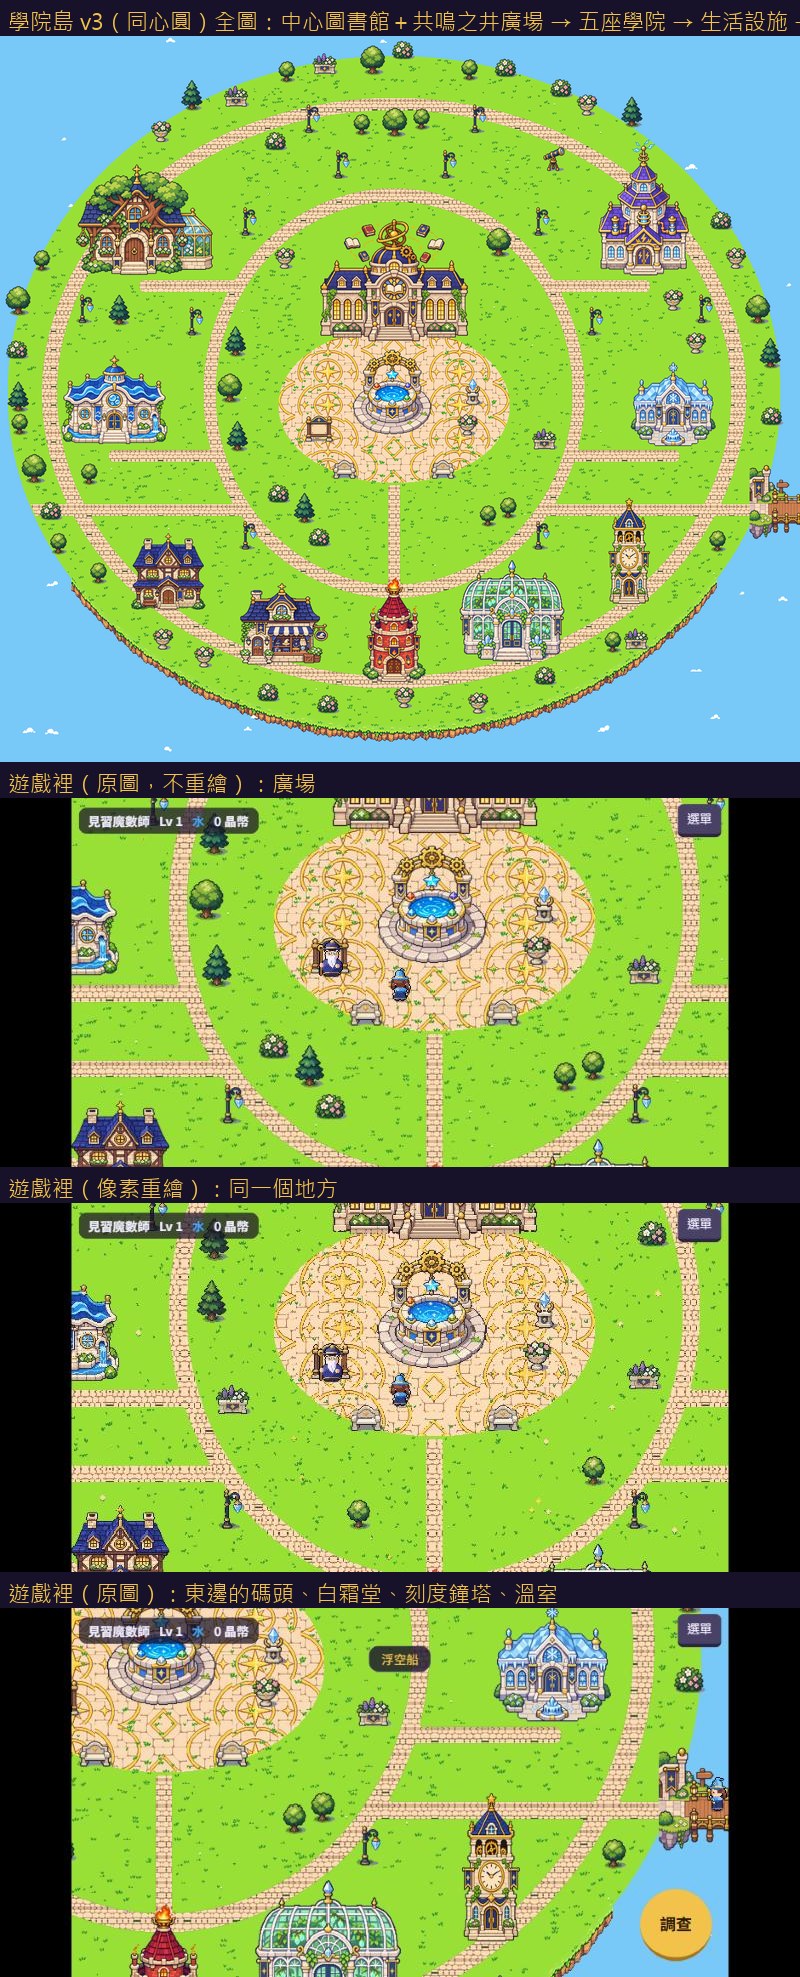 學院島 v3（同心圓）全圖：中心圖書館＋共鳴之井廣場 → 五座學院 → 生活設施
遊戲裡（原圖，不重繪）：廣場
見習魔數師 Lv 1 水 0 晶幣
選單
遊戲裡（像素重繪）：同一個地方
見習魔數師 Lv 1 水 0 晶幣
選單
遊戲裡（原圖）：東邊的碼頭、白霜堂、刻度鐘塔、溫室
見習魔數師 Lv 1 水 0 晶幣
選單
浮空船
調查